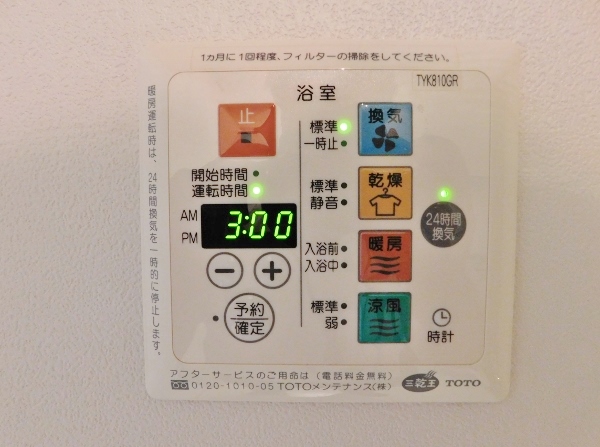 1カ月に1回程度、フィルターの掃除をしてください。
TYK810GR
浴室
止
標準
一時止
換気
開始時間
運転時間
標準
静音
乾燥
AM
PM
3:00
24時間
換気
入浴前
入浴中
暖房
予約
確定
標準
弱
涼風
時計
暖房運転時は、24時間換気を一時的に停止します。
アフターサービスのご用命は(電話料金無料)
0120-1010-05 TOTOメンテナンス(株)
三乾王 TOTO